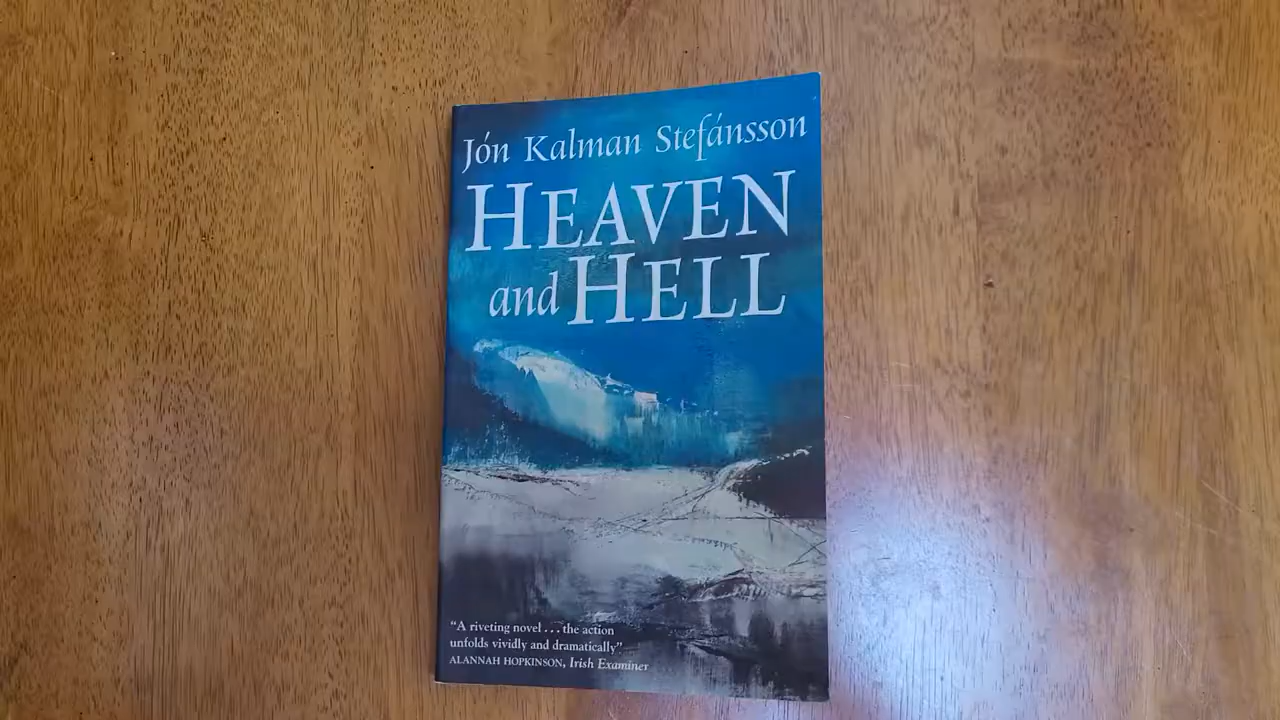 Jón Kalman Stefánsson
HEAVEN
and HELL
“A riveting novel . . . the action
unfolds vividly and dramatically”
ALANNAH HOPKINSON, Irish Examiner